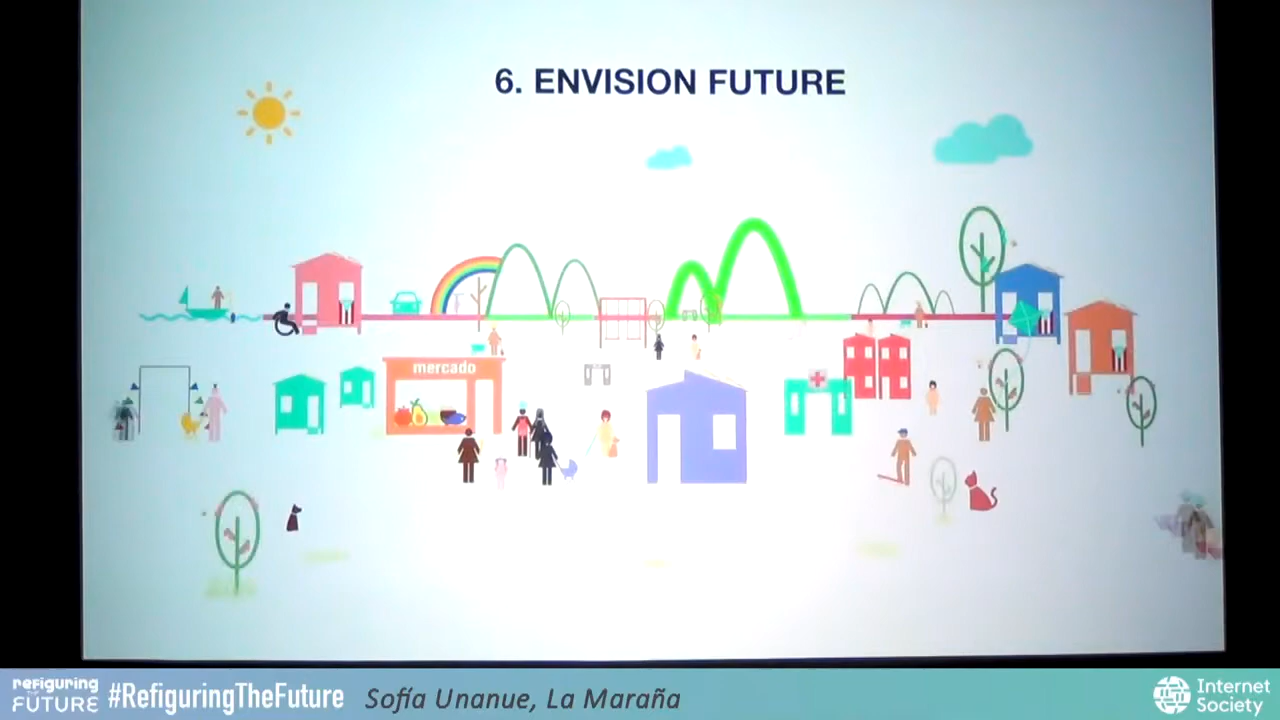 6. ENVISION FUTURE
mercado
REFIGURING
THE
FUTURE
#RefiguringTheFuture
Sofía Unanue, La Maraña
Internet
Society